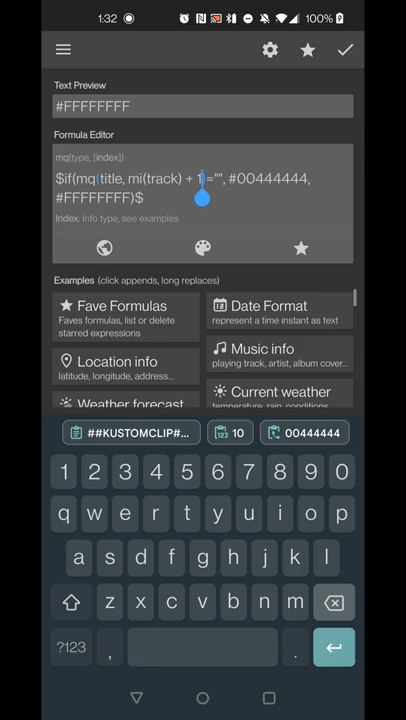 1:32
100%
Text Preview
#FFFFFFFF
Formula Editor
mq(type, [index])
$if(mq(title, mi(track) + 1)="", #00444444,
#FFFFFFFF)$
Index: Info type, see examples
Examples (click appends, long replaces)
Fave Formulas
Faves formulas, list or delete
starred expressions
Date Format
represent a time instant as text
Location info
latitude, longitude, address...
Music info
playing track, artist, album cover...
Current weather
temperature, rain, conditions
Weather forecast
##KUSTOMCLIP#...
10
00444444
1 2 3 4 5 6 7 8 9 0
q w e r t y u i o p
a s d f g h j k l
z x c v b n m
?123 , .